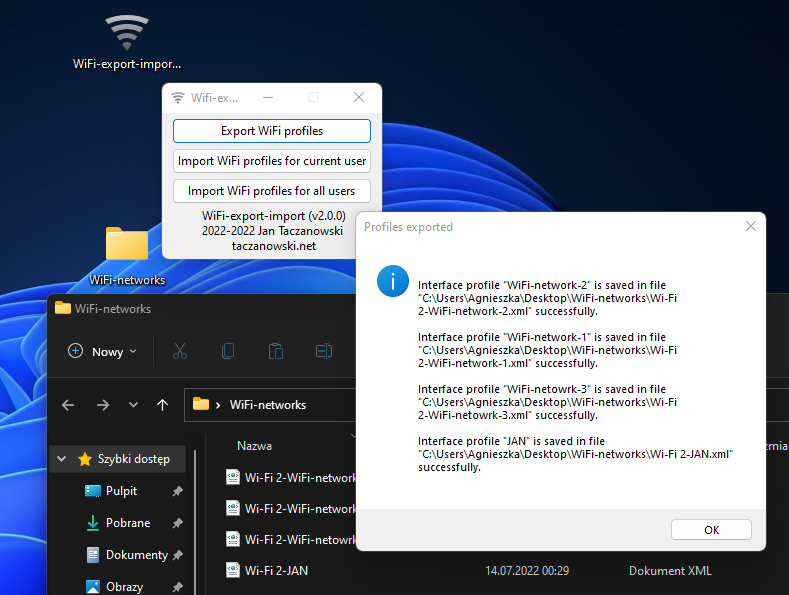 WiFi-export-impor...
Wifi-ex...
Export WiFi profiles
Import WiFi profiles for current user
Import WiFi profiles for all users
WiFi-export-import (v2.0.0)
2022-2022 Jan Taczanowski
taczanowski.net
WiFi-networks
Profiles exported
Interface profile "WiFi-network-2" is saved in file
"C:\Users\Agnieszka\Desktop\WiFi-networks\Wi-Fi
2-WiFi-network-2.xml" successfully.
Interface profile "WiFi-network-1" is saved in file
"C:\Users\Agnieszka\Desktop\WiFi-networks\Wi-Fi
2-WiFi-network-1.xml" successfully.
Interface profile "WiFi-netowrk-3" is saved in file
"C:\Users\Agnieszka\Desktop\WiFi-networks\Wi-Fi
2-WiFi-netowrk-3.xml" successfully.
Interface profile "JAN" is saved in file
"C:\Users\Agnieszka\Desktop\WiFi-networks\Wi-Fi 2-JAN.xml"
successfully.
OK
WiFi-networks
Nowy
WiFi-networks
Szybki dostęp
Pulpit
Pobrane
Dokumenty
Obrazy
Nazwa
zmia
Wi-Fi 2-WiFi-network
Wi-Fi 2-WiFi-network
Wi-Fi 2-WiFi-netowrk
Wi-Fi 2-JAN 14.07.2022 00:29 Dokument XML